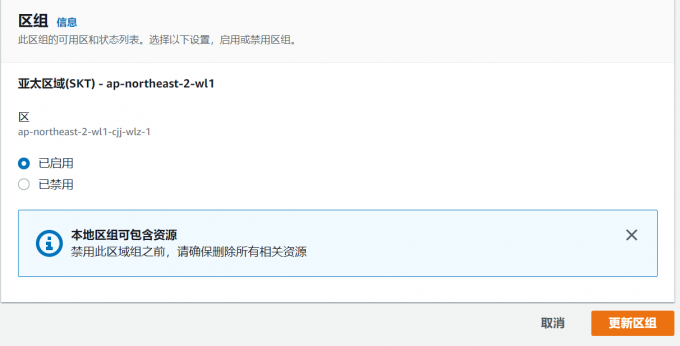 区组 信息
此区组的可用区和状态列表。选择以下设置，启用或禁用区组。
亚太区域(SKT) - ap-northeast-2-wl1
区
ap-northeast-2-wl1-cjj-wlz-1
已启用
已禁用
本地区组可包含资源
禁用此区域组之前，请确保删除所有相关资源
取消 更新区组